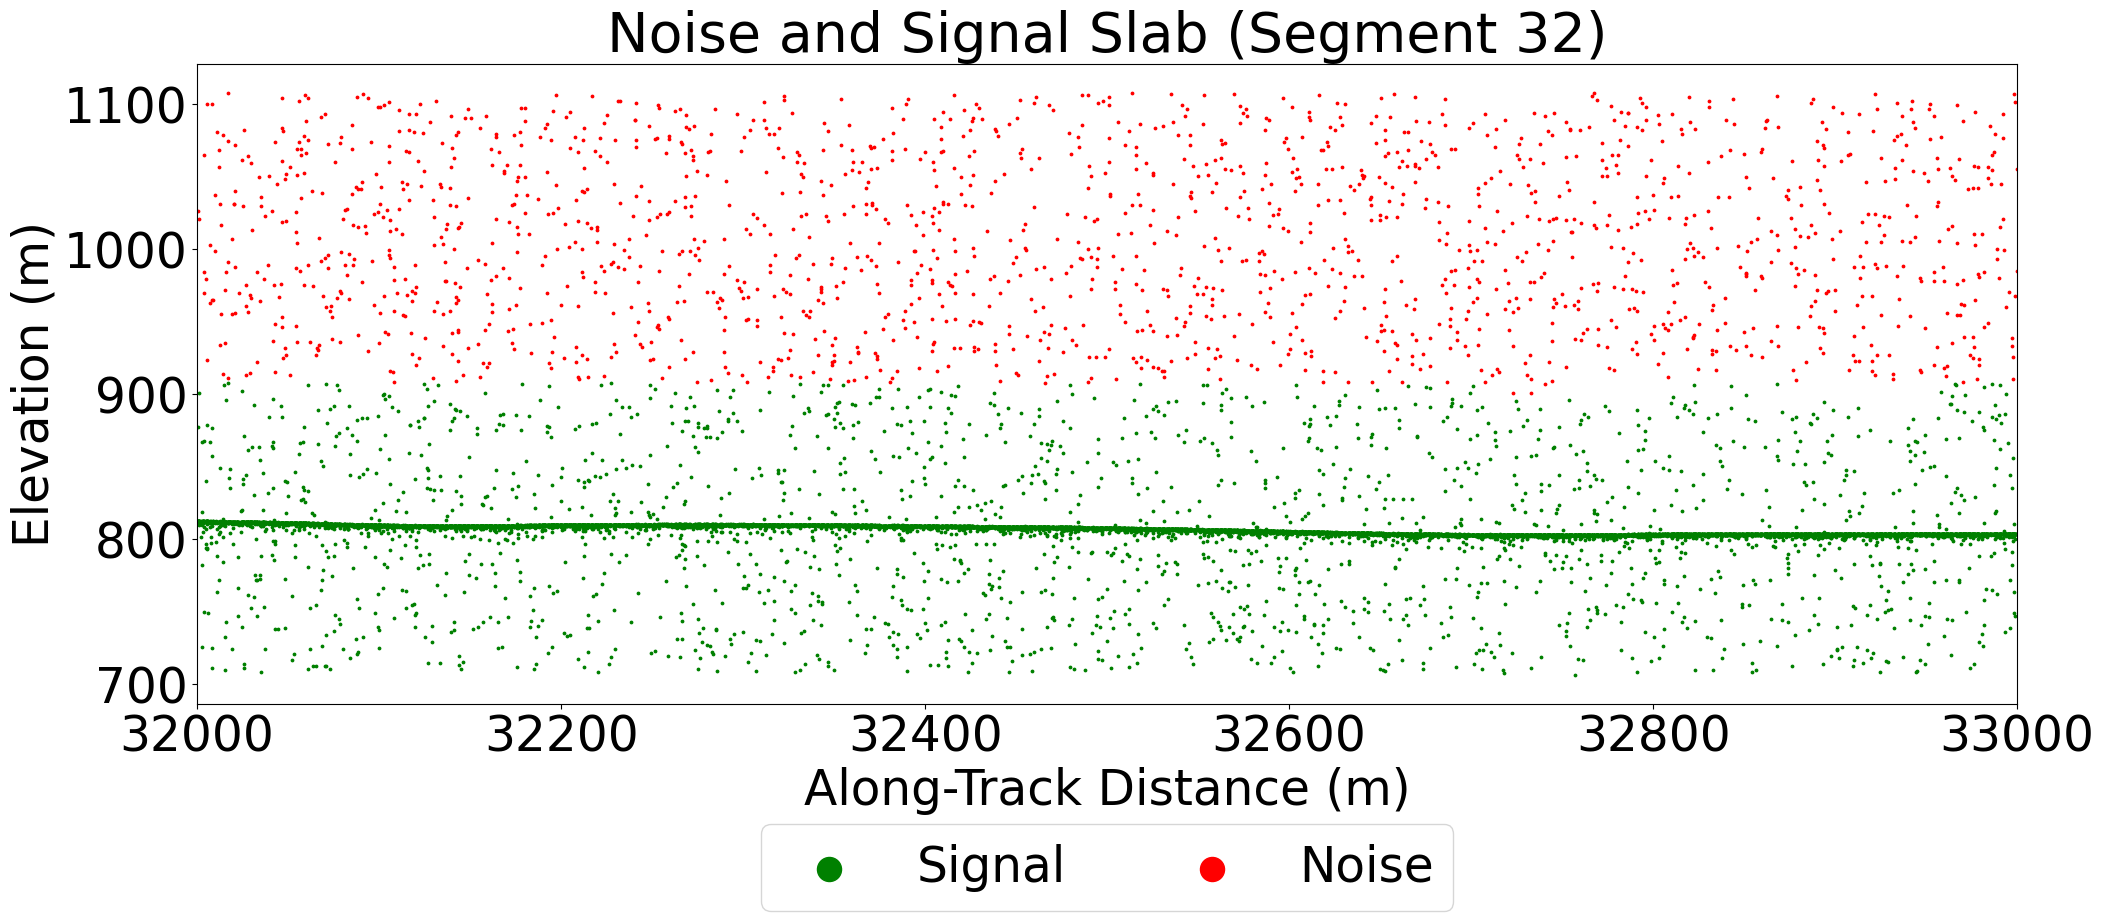 Noise and Signal Slab (Segment 32)
Elevation (m)
1100
1000
900
800
700
32000 32200 32400 32600 32800 33000
Along-Track Distance (m)
Signal Noise